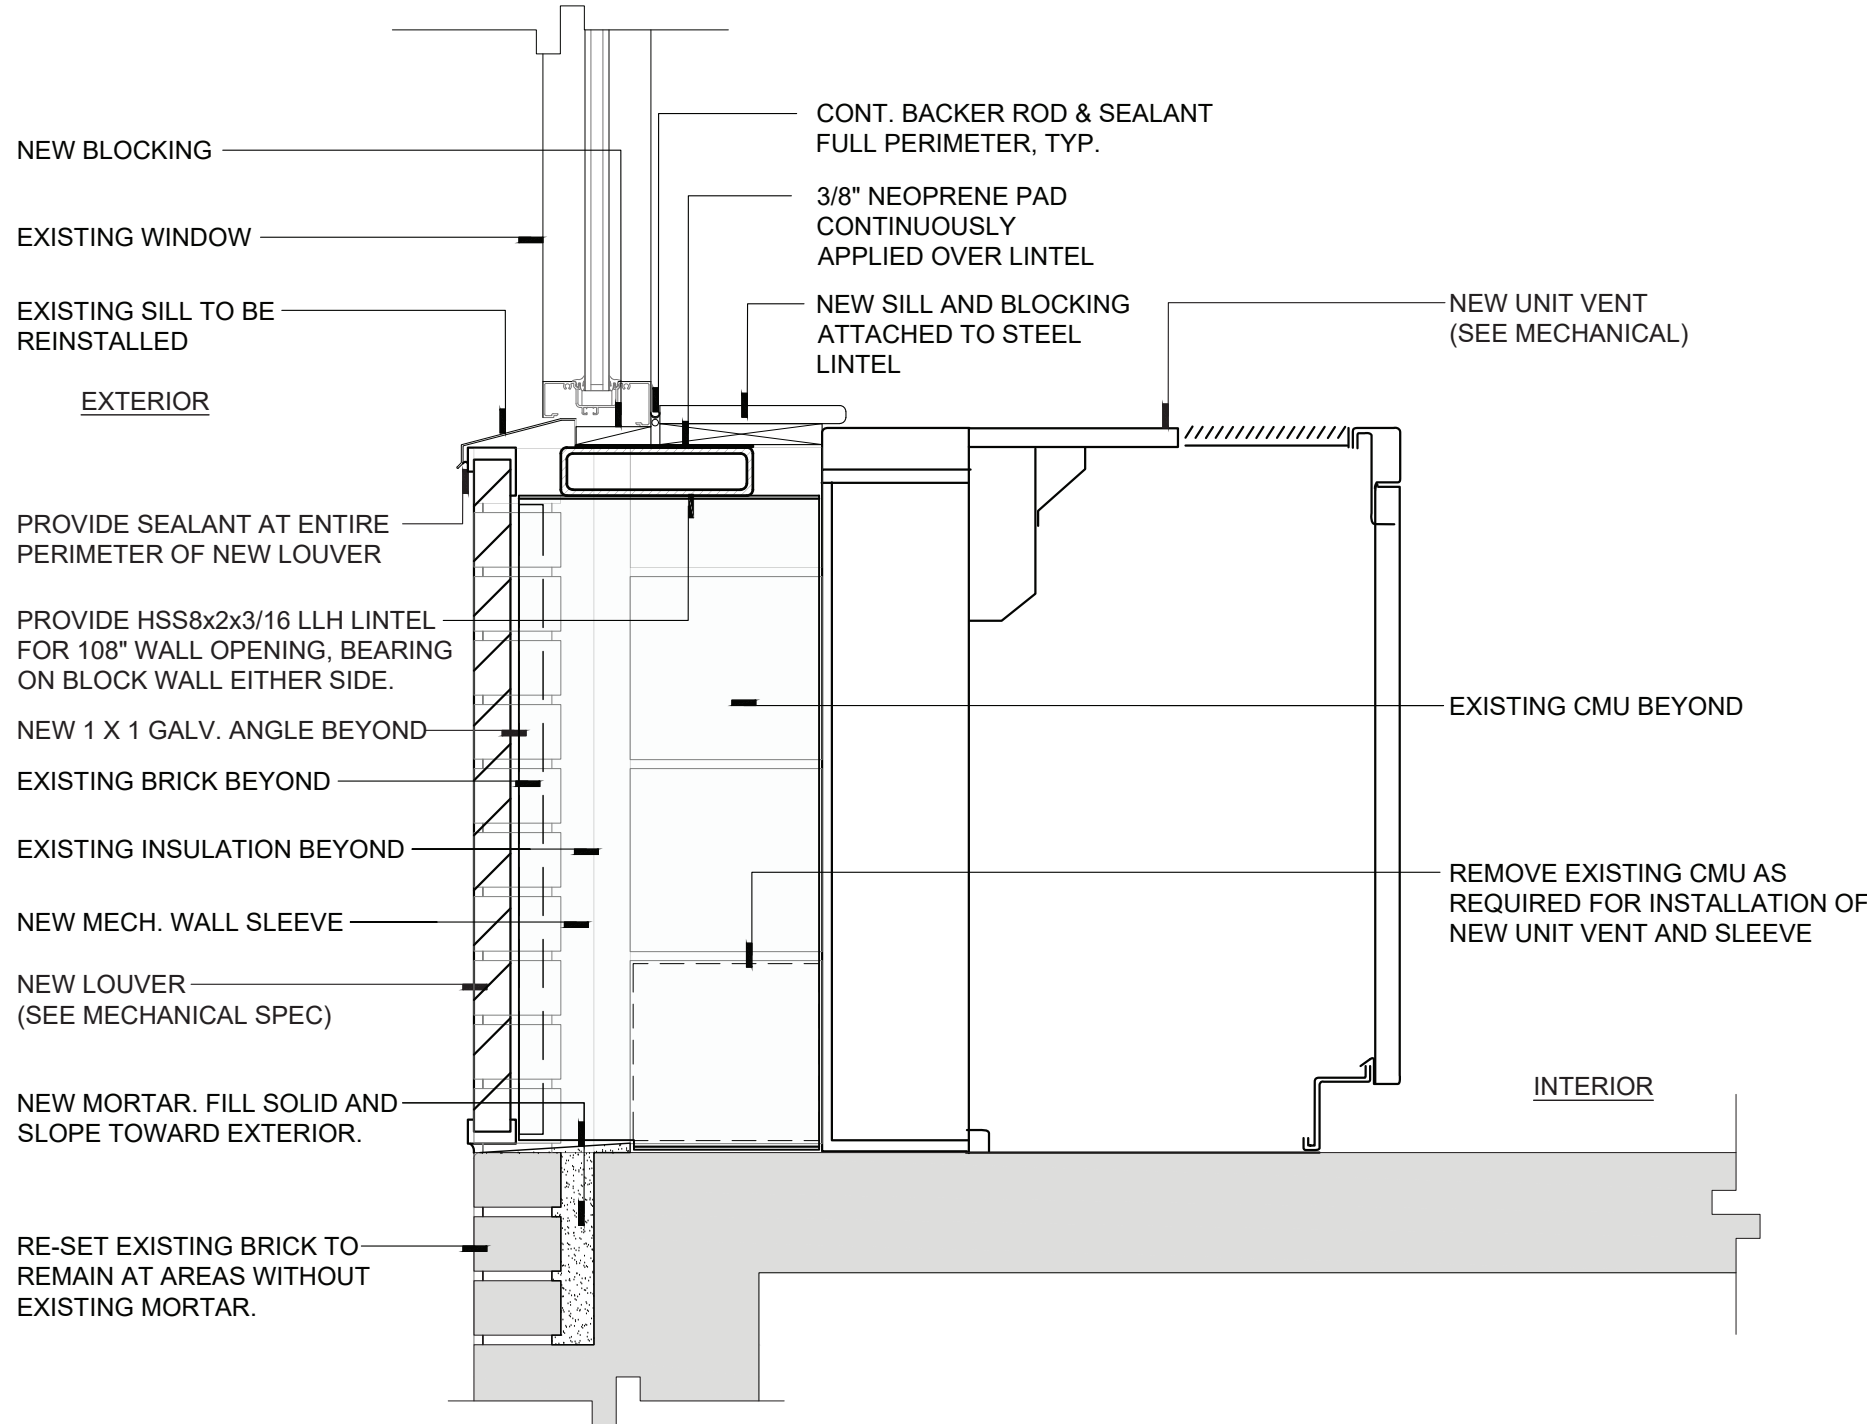 NEW BLOCKING
EXISTING WINDOW
EXISTING SILL TO BE
REINSTALLED
EXTERIOR
PROVIDE SEALANT AT ENTIRE
PERIMETER OF NEW LOUVER
PROVIDE HSS8x2x3/16 LLH LINTEL
FOR 108" WALL OPENING, BEARING
ON BLOCK WALL EITHER SIDE.
NEW 1 X 1 GALV. ANGLE BEYOND
EXISTING BRICK BEYOND
EXISTING INSULATION BEYOND
NEW MECH. WALL SLEEVE
NEW LOUVER
(SEE MECHANICAL SPEC)
NEW MORTAR. FILL SOLID AND
SLOPE TOWARD EXTERIOR.
RE-SET EXISTING BRICK TO
REMAIN AT AREAS WITHOUT
EXISTING MORTAR.
CONT. BACKER ROD & SEALANT
FULL PERIMETER, TYP.
3/8" NEOPRENE PAD
CONTINUOUSLY
APPLIED OVER LINTEL
NEW SILL AND BLOCKING
ATTACHED TO STEEL
LINTEL
NEW UNIT VENT
(SEE MECHANICAL)
EXISTING CMU BEYOND
REMOVE EXISTING CMU AS
REQUIRED FOR INSTALLATION OF
NEW UNIT VENT AND SLEEVE
INTERIOR